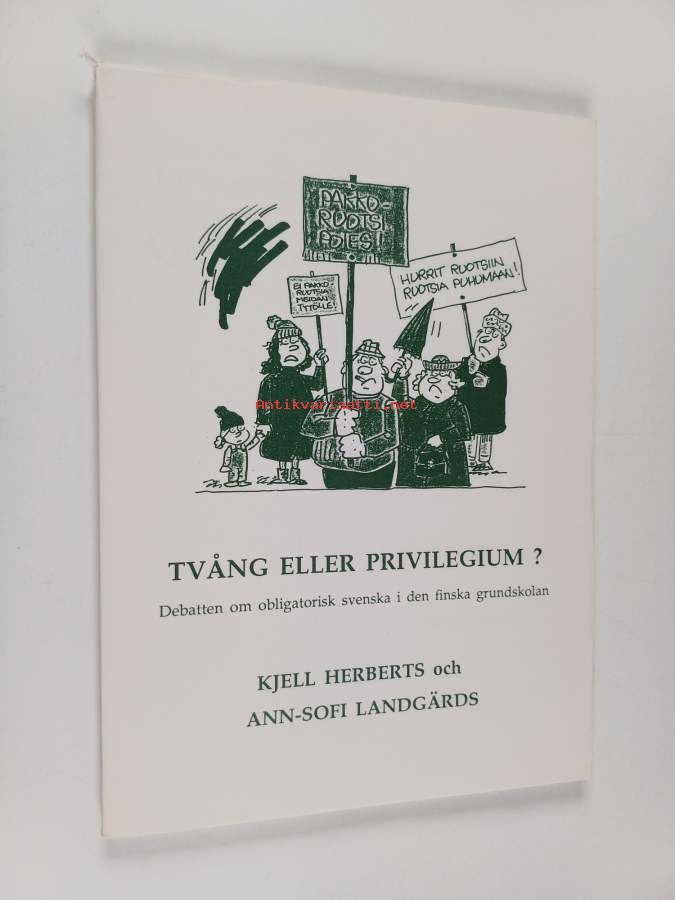 PAKKO-
RUOTSI
POIES!
EI PAKKO-
RUOTSIA
MEIDÄN
TYTÖLLE!
HURRIT RUOTSIIN
RUOTSIA PUHUMAAN!
Antikvariaatti.net
TVÅNG ELLER PRIVILEGIUM ?
Debatten om obligatorisk svenska i den finska grundskolan
KJELL HERBERTS och
ANN-SOFI LANDGÄRDS